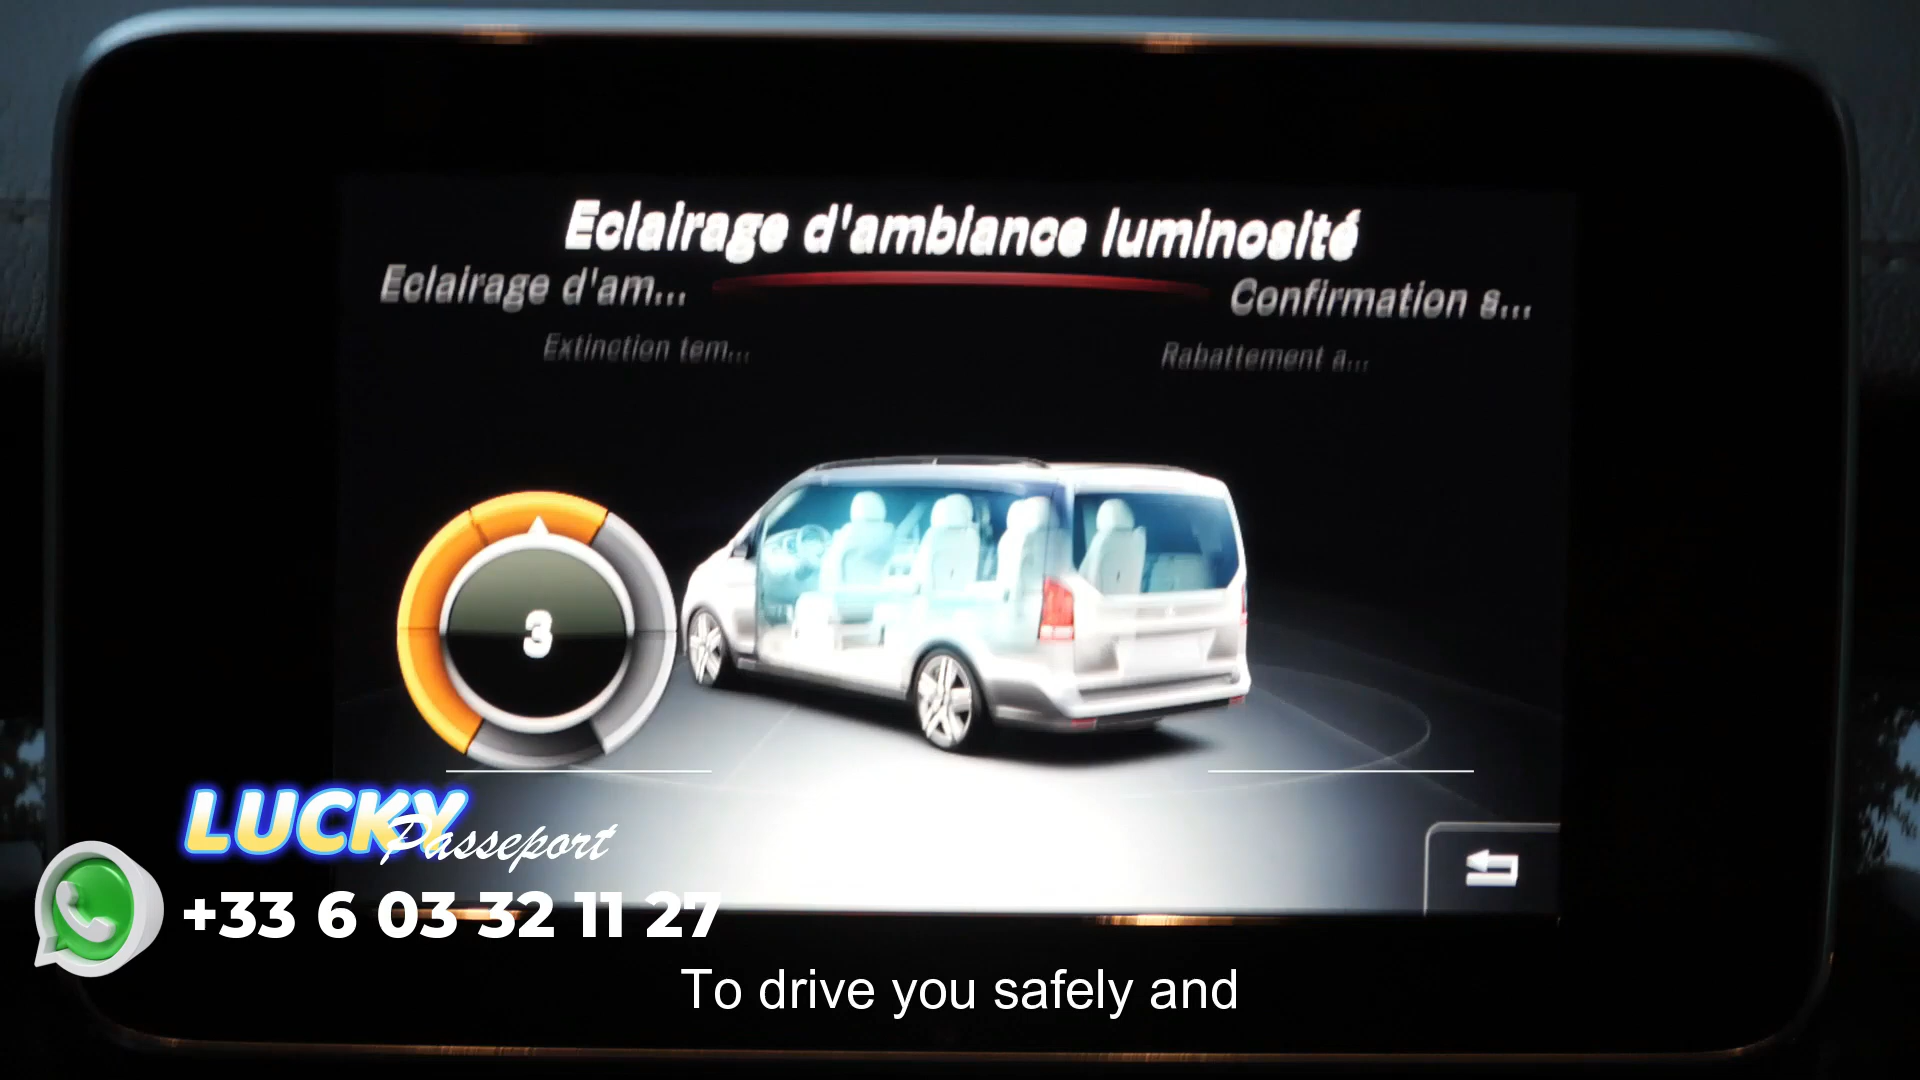 Eclairage d'ambiance luminosité
Eclairage d'am...
Confirmation s...
Extinction tem...
Rabattement a...
3
LUCKY
Passeport
+33 6 03 32 11 27
To drive you safely and